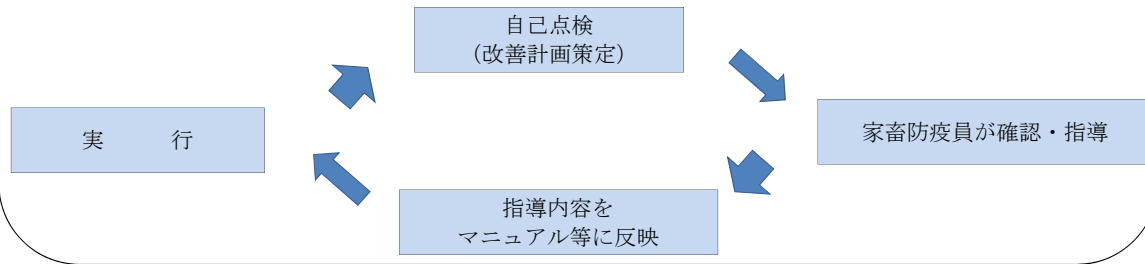 自己点検
（改善計画策定）
家畜防疫員が確認・指導
指導内容を
マニュアル等に反映
実　　　行